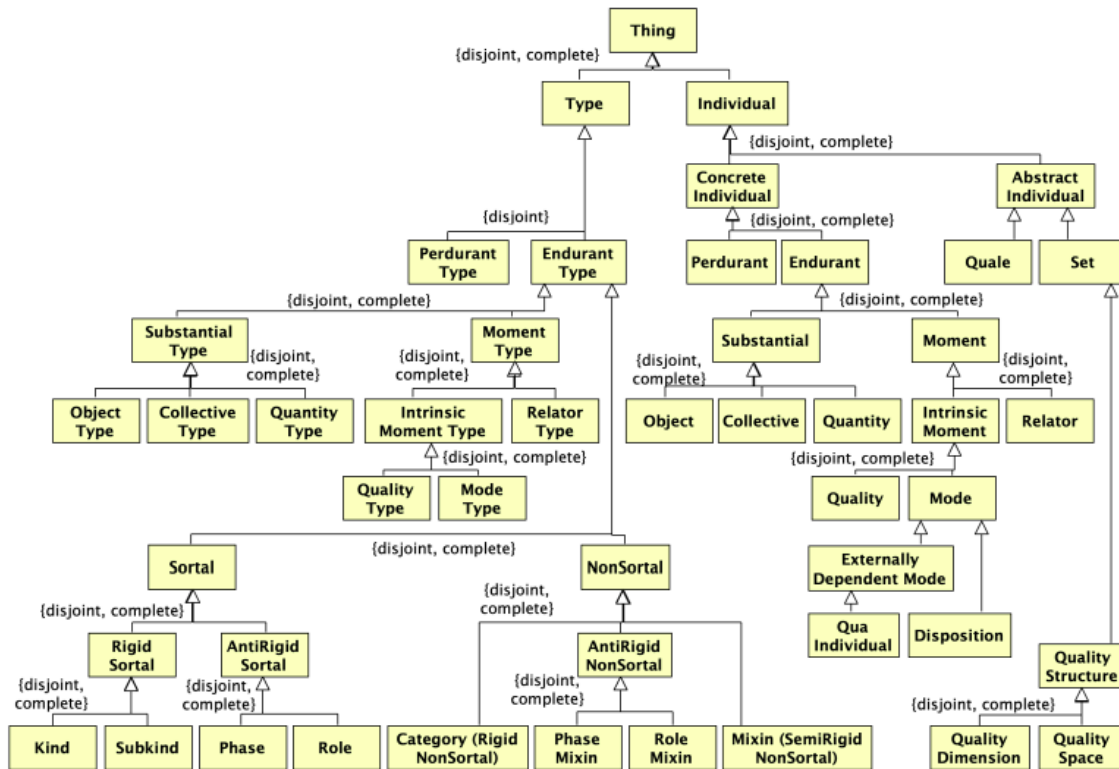 Thing
{disjoint, complete}
Type
Individual
{disjoint, complete}
Concrete
Individual
Abstract
Individual
{disjoint}
{disjoint, complete}
Perdurant
Type
Endurant
Type
Perdurant
Endurant
Quale
Set
{disjoint, complete}
{disjoint, complete}
Substantial
Type
Moment
Type
Substantial
Moment
{disjoint,
complete}
{disjoint,
complete}
{disjoint,
complete}
{disjoint,
complete}
Object
Type
Collective
Type
Quantity
Type
Intrinsic
Moment Type
Relator
Type
Object
Collective
Quantity
Intrinsic
Moment
Relator
{disjoint, complete}
{disjoint, complete}
Quality
Type
Mode
Type
Quality
Mode
{disjoint, complete}
Sortal
NonSortal
Externally
Dependent Mode
{disjoint, complete}
{disjoint,
complete}
Qua
Individual
Disposition
Rigid
Sortal
AntiRigid
Sortal
AntiRigid
NonSortal
Quality
Structure
{disjoint,
complete}
{disjoint,
complete}
{disjoint,
complete}
{disjoint, complete}
Kind
Subkind
Phase
Role
Category (Rigid
NonSortal)
Phase
Mixin
Role
Mixin
Mixin (SemiRigid
NonSortal)
Quality
Dimension
Quality
Space